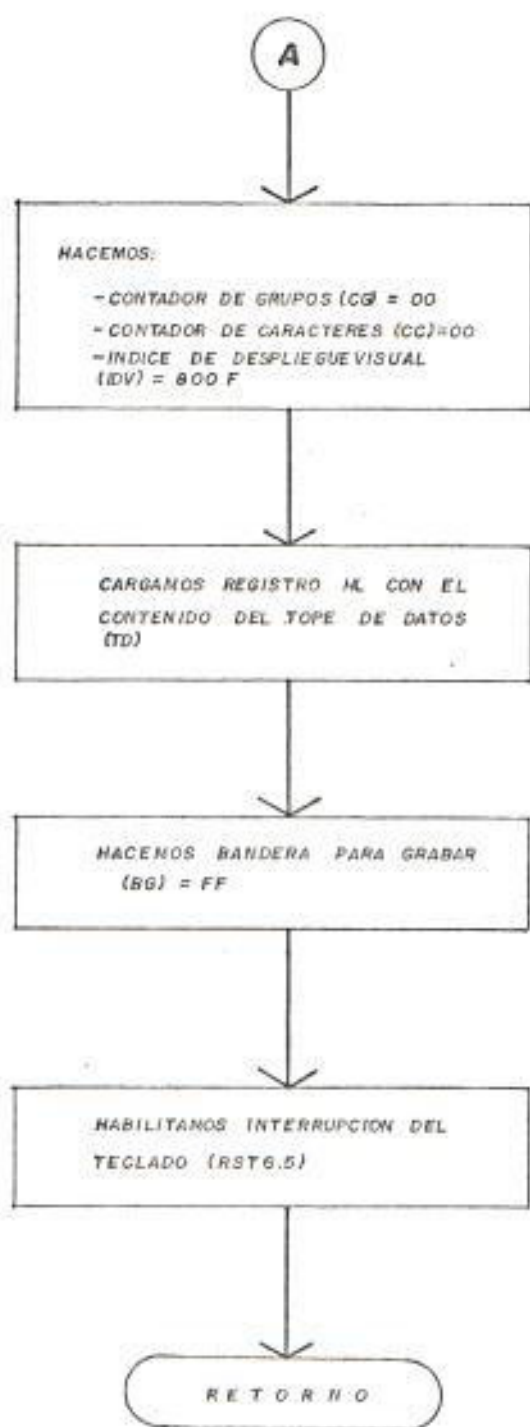 A
HACEMOS:
-CONTADOR DE GRUPOS (CG) = 00
-CONTADOR DE CARACTERES (CC)=00
-INDICE DE DESPLIEGUE VISUAL
(IDV) = 800F
CARGAMOS REGISTRO HL CON EL
CONTENIDO DEL TOPE DE DATOS
(TD)
HACEMOS BANDERA PARA GRABAR
(BG) = FF
HABILITAMOS INTERRUPCION DEL
TECLADO (RST6.5)
RETORNO